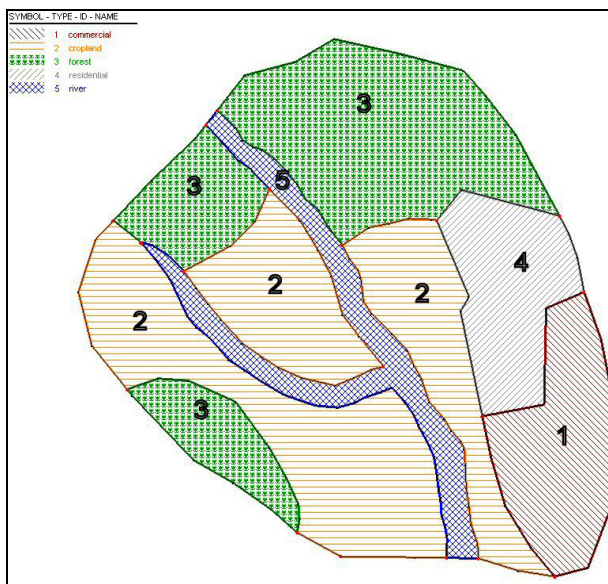 SYMBOL - TYPE - ID - NAME
1 commercial
2 cropland
3 forest
4 residential
5 river
3
3
5
4
2
2
2
3
1